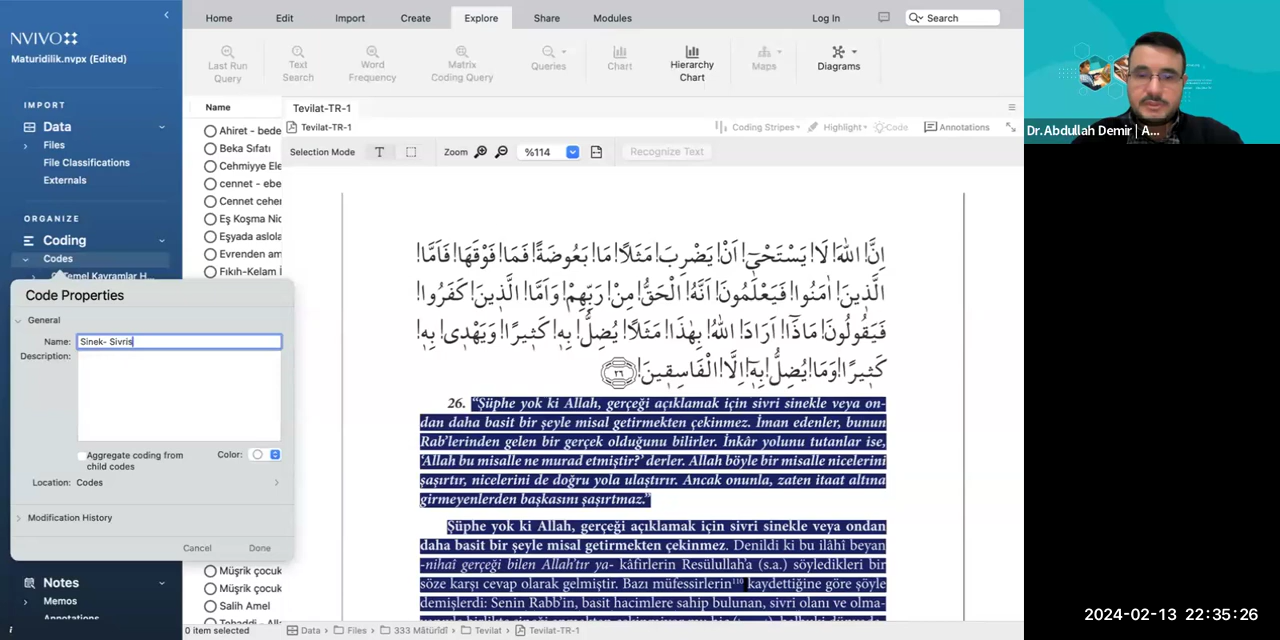 Home Edit Import Create Explore Share Modules Log In Search
NVIVO
Maturidilik.nvpx (Edited)
Last Run Query
Text Search
Word Frequency
Matrix Coding Query
Queries
Chart
Hierarchy Chart
Maps
Diagrams
IMPORT
Data
Files
File Classifications
Externals
ORGANIZE
Coding
Codes
Temel Kavramlar H...
Name
Ahiret - bede
Beka Sıfatı
Cehmiyye Ele
cennet - ebe
Cennet cehe
Eş Koşma Nic
Eşyada aslola
Evrenden am
Fıkıh-Kelam İ
Tevilat-TR-1
Tevilat-TR-1
Coding Stripes Highlight Code Annotations
Selection Mode T Zoom %114 Recognize Text
Code Properties
General
Name: Sinek- Sivris
Description:
Aggregate coding from child codes
Color:
Location: Codes
Modification History
Cancel Done
Notes
Memos
Annotations
Müşrik çocuk
Müşrik çocuk
Salih Amel
Tehaddi - Allah
0 item selected
Data Files 333 Mâtürîdî Tevilat Tevilat-TR-1
اِنَّ اللّٰهَ لَا يَسْتَحْيٖٓ اَنْ يَضْرِبَ مَثَلًا مَا بَعُوضَةً فَمَا فَوْقَهَا فَاَمَّا
الَّذٖينَ اٰمَنُوا فَيَعْلَمُونَ اَنَّهُ الْحَقُّ مِنْ رَبِّهِمْ وَاَمَّا الَّذٖينَ كَفَرُوا
فَيَقُولُونَ مَاذَٓا اَرَادَ اللّٰهُ بِهٰذَا مَثَلًا يُضِلُّ بِهٖ كَثٖيرًا وَيَهْدٖى بِهٖ
كَثٖيرًا وَمَا يُضِلُّ بِهٖٓ اِلَّا الْفَاسِقٖينَ ٢٦
26. “Şüphe yok ki Allah, gerçeği açıklamak için sivri sinekle veya on-
dan daha basit bir şeyle misal getirmekten çekinmez. İman edenler, bunun
Rab’lerinden gelen bir gerçek olduğunu bilirler. İnkâr yolunu tutanlar ise,
‘Allah bu misalle ne murad etmiştir?’ derler. Allah böyle bir misalle nicelerini
şaşırtır, nicelerini de doğru yola ulaştırır. Ancak onunla, zaten itaat altına
girmeyenlerden başkasını şaşırtmaz.”
Şüphe yok ki Allah, gerçeği açıklamak için sivri sinekle veya ondan
daha basit bir şeyle misal getirmekten çekinmez. Denildi ki bu ilâhî beyan
-nihaî gerçeği bilen Allah’tır ya- kâfirlerin Resûlullah’a (s.a.) söyledikleri bir
söze karşı cevap olarak gelmiştir. Bazı müfessirlerin110 kaydettiğine göre şöyle
demişlerdi: Senin Rabb’in, basit hacimlere sahip bulunan, sivri olanı ve olma-
Dr.Abdullah Demir | A...
2024-02-13 22:35:26